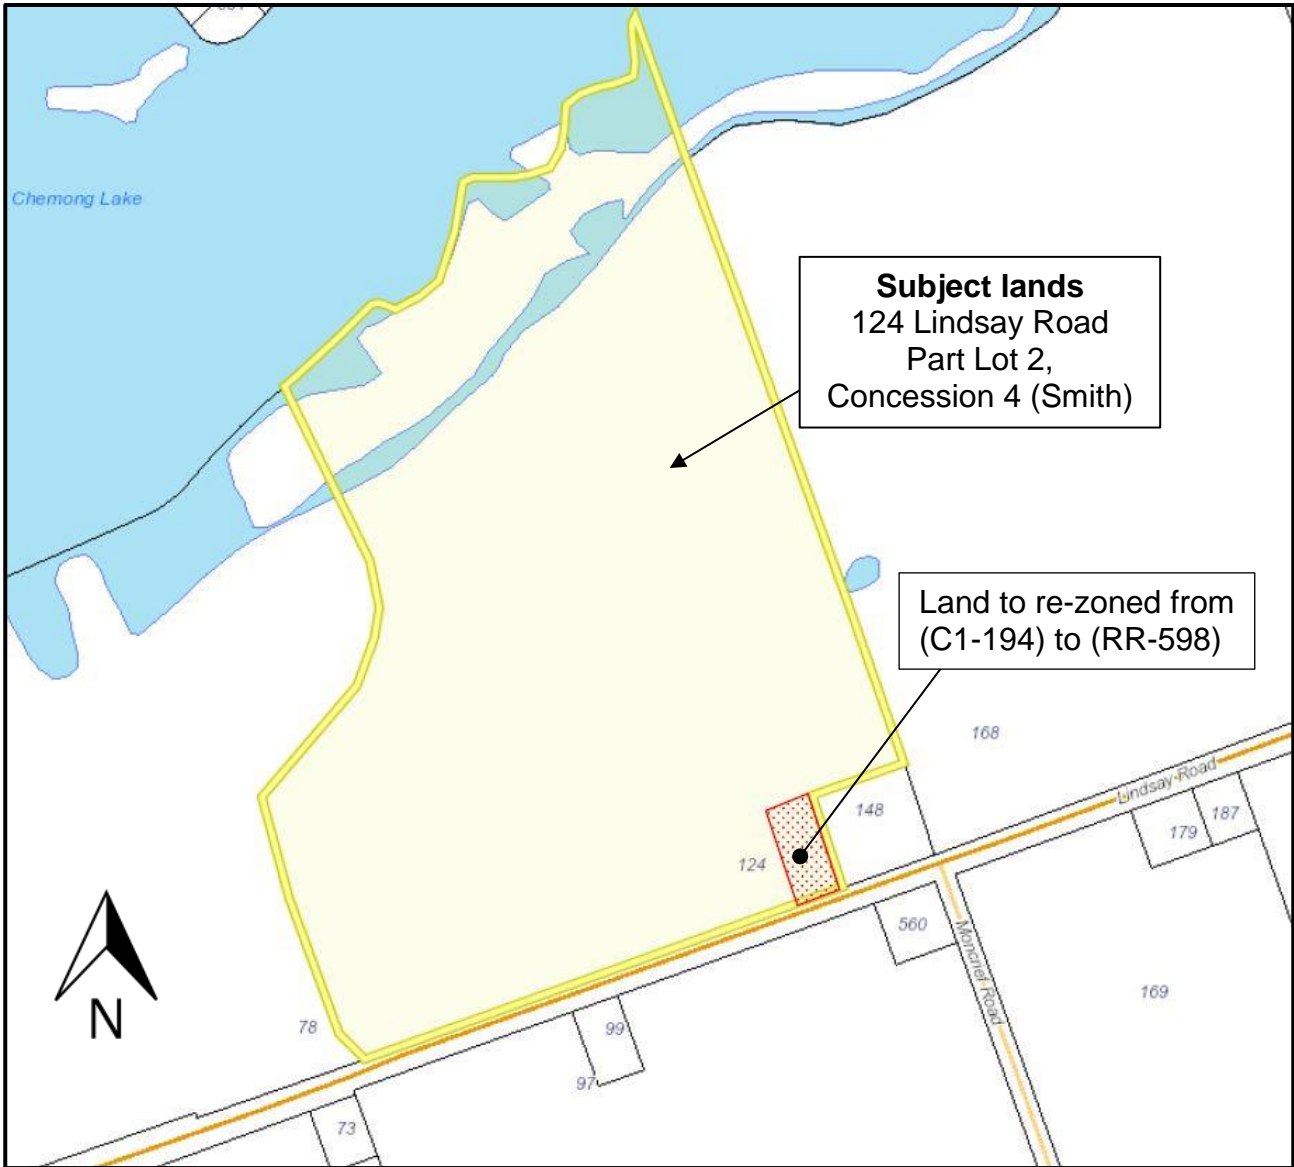 Chemong Lake
Subject lands
124 Lindsay Road
Part Lot 2,
Concession 4 (Smith)
Land to re-zoned from
(C1-194) to (RR-598)
168
Lindsay Road
148
187
179
124
560
Moncrief Road
169
N
78
99
97
73